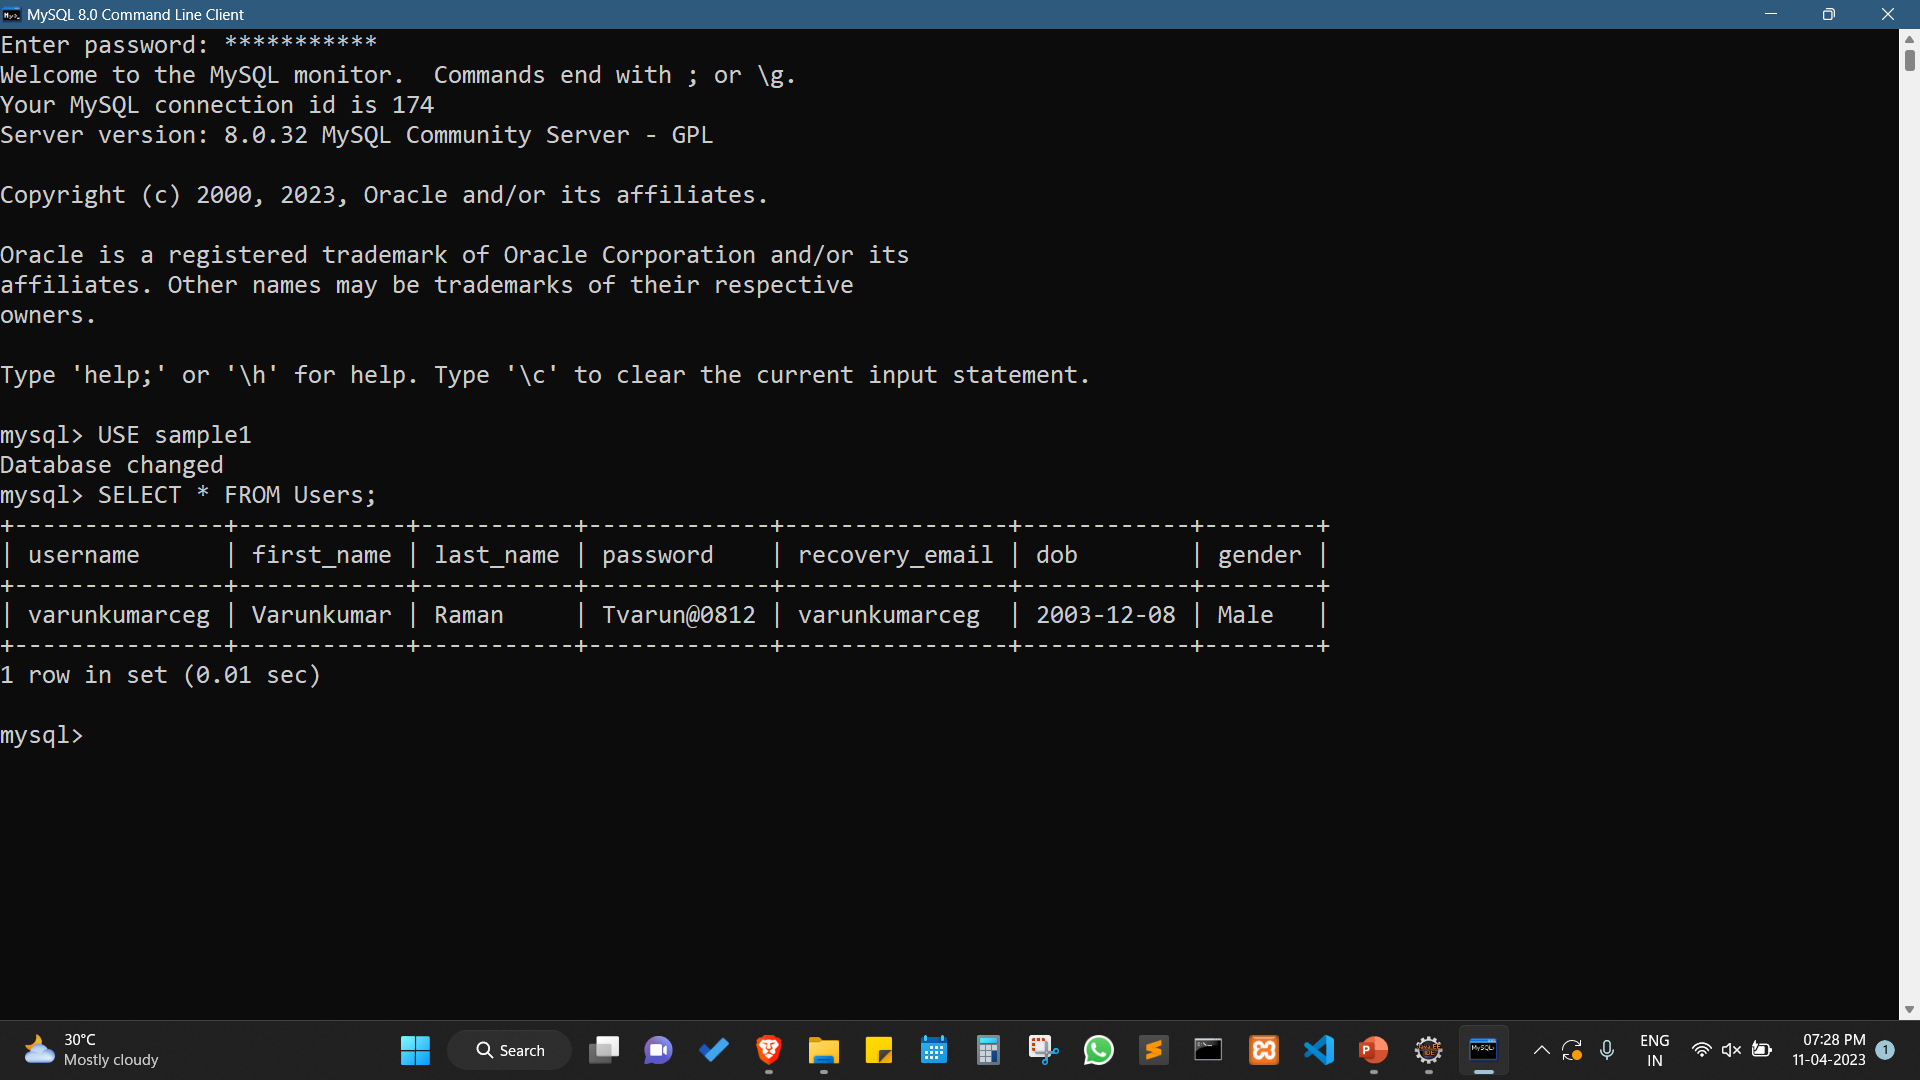 MySQL 8.0 Command Line Client
Enter password: ***********
Welcome to the MySQL monitor.  Commands end with ; or \g.
Your MySQL connection id is 174
Server version: 8.0.32 MySQL Community Server - GPL
Copyright (c) 2000, 2023, Oracle and/or its affiliates.
Oracle is a registered trademark of Oracle Corporation and/or its
affiliates. Other names may be trademarks of their respective
owners.
Type 'help;' or '\h' for help. Type '\c' to clear the current input statement.
mysql> USE sample1
Database changed
mysql> SELECT * FROM Users;
+---------------+------------+-----------+-------------+----------------+------------+--------+
| username      | first_name | last_name | password    | recovery_email | dob        | gender |
+---------------+------------+-----------+-------------+----------------+------------+--------+
| varunkumarceg | Varunkumar | Raman     | Tvarun@0812 | varunkumarceg  | 2003-12-08 | Male   |
+---------------+------------+-----------+-------------+----------------+------------+--------+
1 row in set (0.01 sec)
mysql>
30°C
Mostly cloudy
Search
ENG
IN
07:28 PM
11-04-2023
1